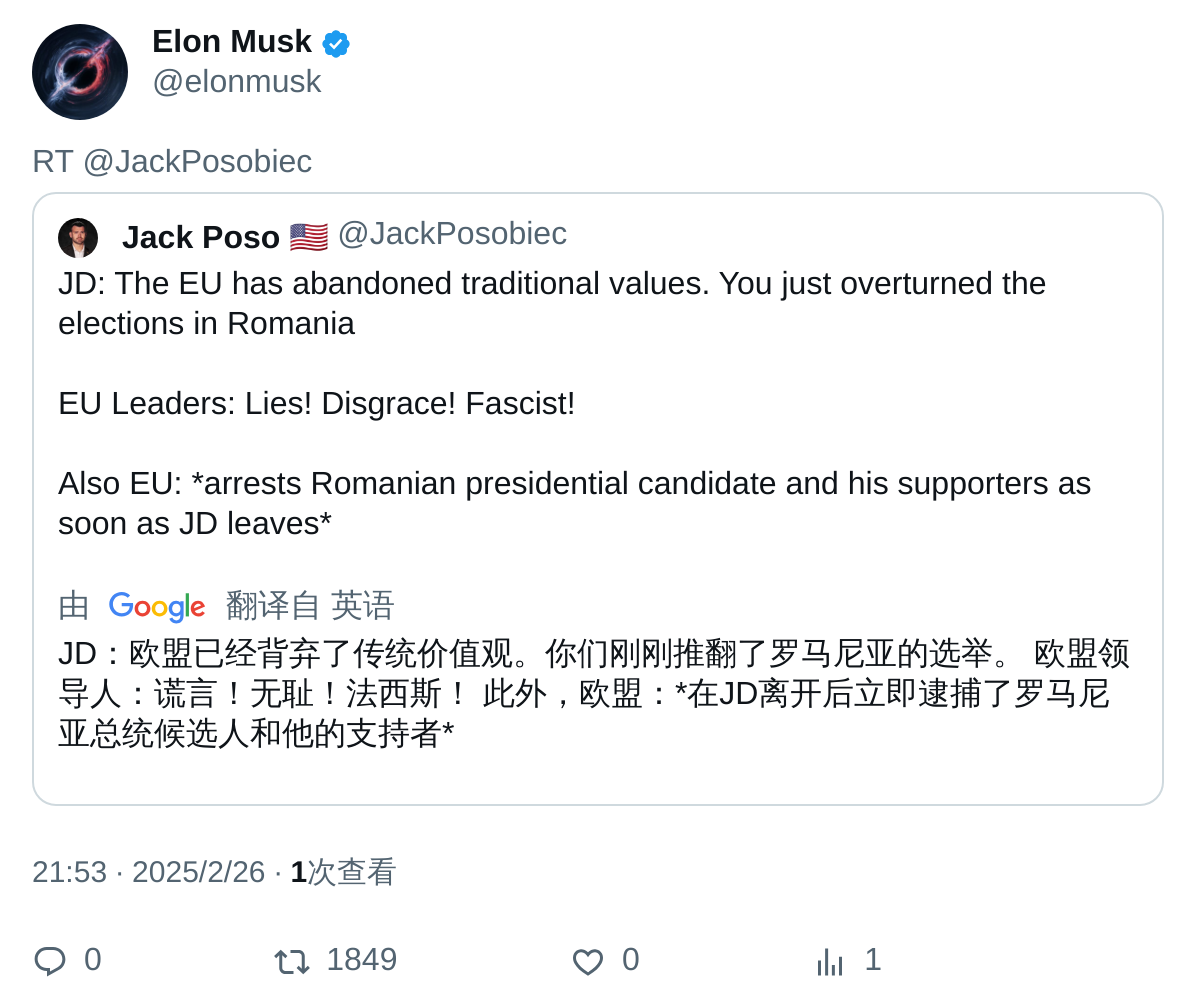 Elon Musk
@elonmusk
RT @JackPosobiec
Jack Poso 🇺🇸 @JackPosobiec
JD: The EU has abandoned traditional values. You just overturned the
elections in Romania
EU Leaders: Lies! Disgrace! Fascist!
Also EU: *arrests Romanian presidential candidate and his supporters as
soon as JD leaves*
由 Google 翻译自 英语
JD：欧盟已经背弃了传统价值观。你们刚刚推翻了罗马尼亚的选举。 欧盟领
导人：谎言！无耻！法西斯！ 此外，欧盟：*在JD离开后立即逮捕了罗马尼
亚总统候选人和他的支持者*
21:53 · 2025/2/26 · 1次查看
0 1849 0 1